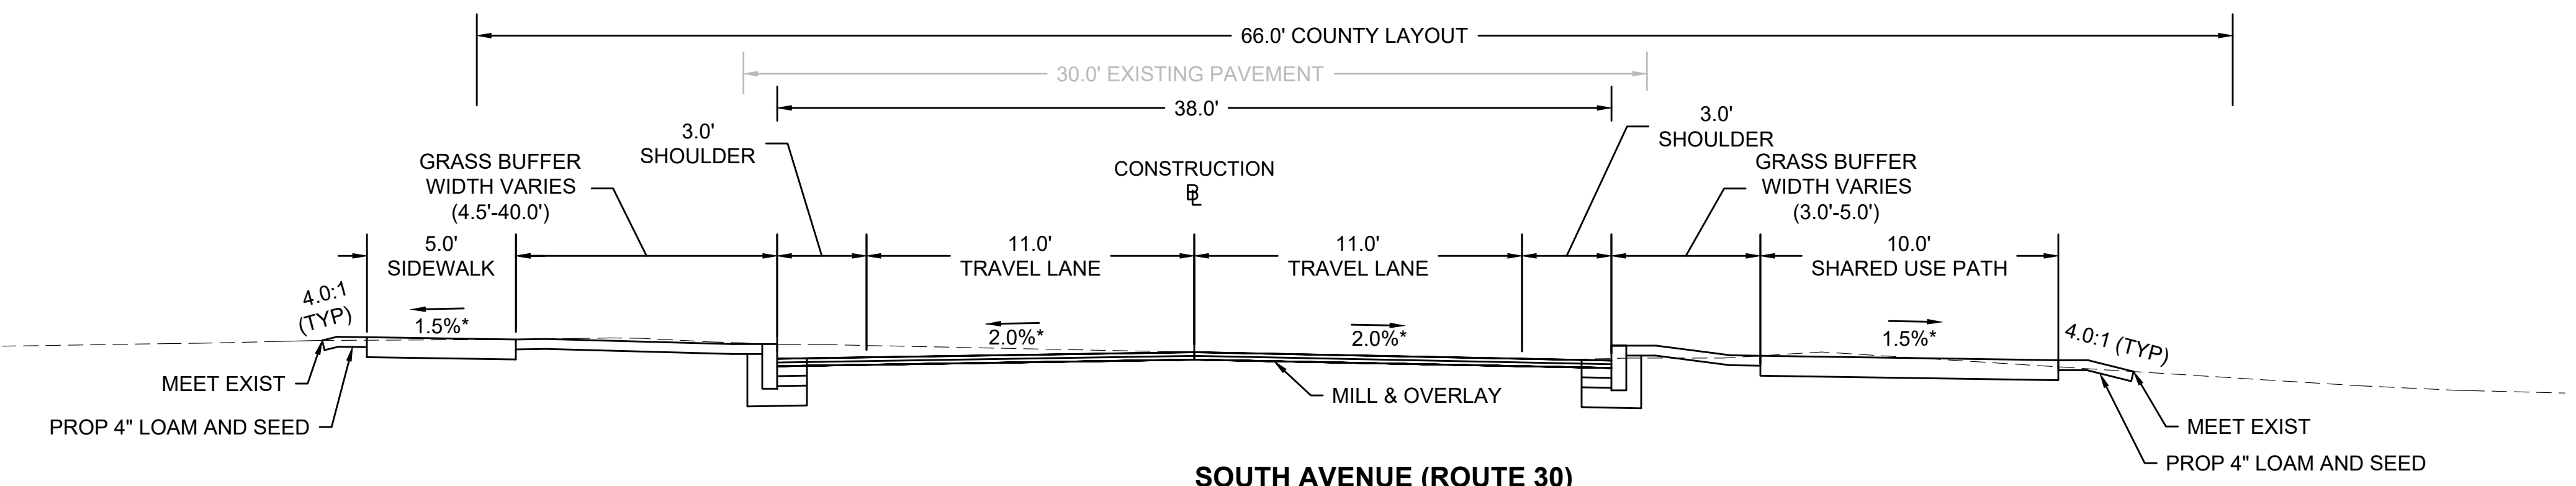 66.0' COUNTY LAYOUT
30.0' EXISTING PAVEMENT
38.0'
3.0'
SHOULDER
3.0'
SHOULDER
GRASS BUFFER
WIDTH VARIES
(4.5'-40.0')
CONSTRUCTION
BL
GRASS BUFFER
WIDTH VARIES
(3.0'-5.0')
5.0'
SIDEWALK
11.0'
TRAVEL LANE
11.0'
TRAVEL LANE
10.0'
SHARED USE PATH
4.0:1
(TYP)
1.5%*
2.0%*
2.0%*
1.5%*
4.0:1 (TYP)
MEET EXIST
PROP 4" LOAM AND SEED
MILL & OVERLAY
MEET EXIST
PROP 4" LOAM AND SEED
SOUTH AVENUE (ROUTE 30)